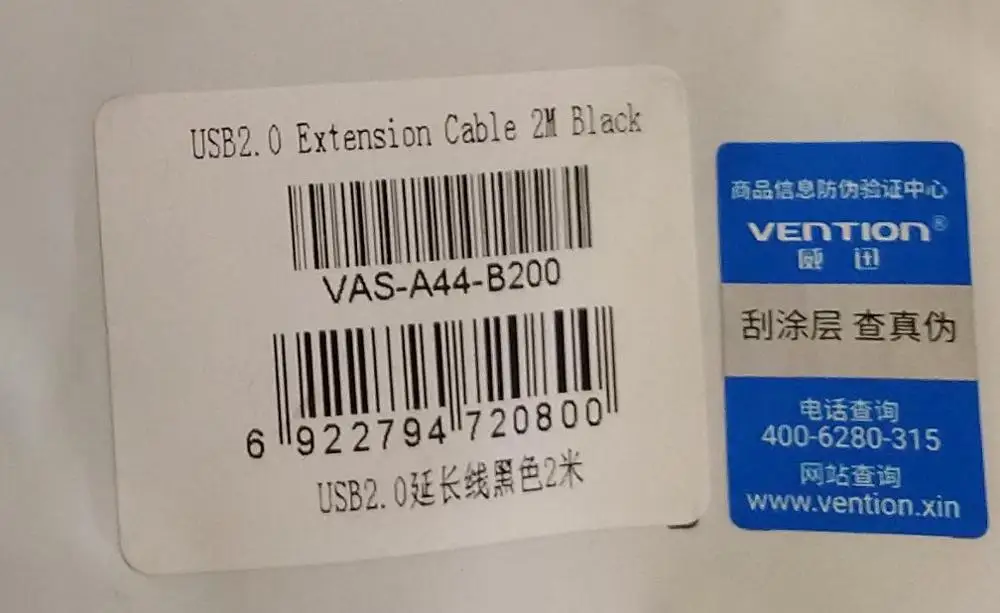 USB2.0 Extension Cable 2M Black
VAS-A44-B200
6 922794 720800
USB2.0延长线黑色2米
商品信息防伪验证中心
VENTION®
威迅
刮涂层 查真伪
电话查询
400-6280-315
网站查询
www.vention.xin